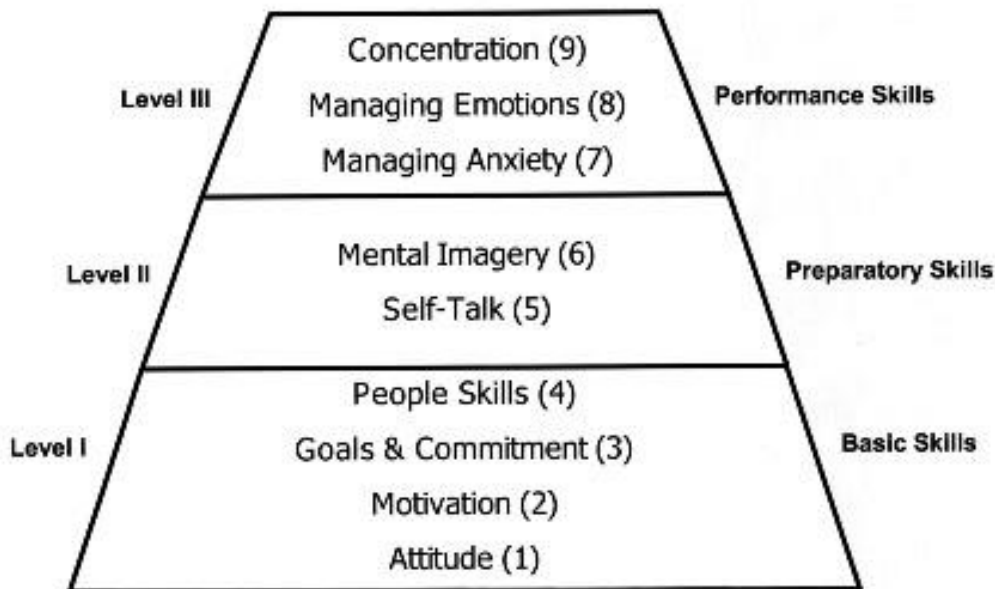 Concentration (9)
Level III
Managing Emotions (8)
Performance Skills
Managing Anxiety (7)
Mental Imagery (6)
Level II
Preparatory Skills
Self-Talk (5)
People Skills (4)
Level I
Goals & Commitment (3)
Basic Skills
Motivation (2)
Attitude (1)